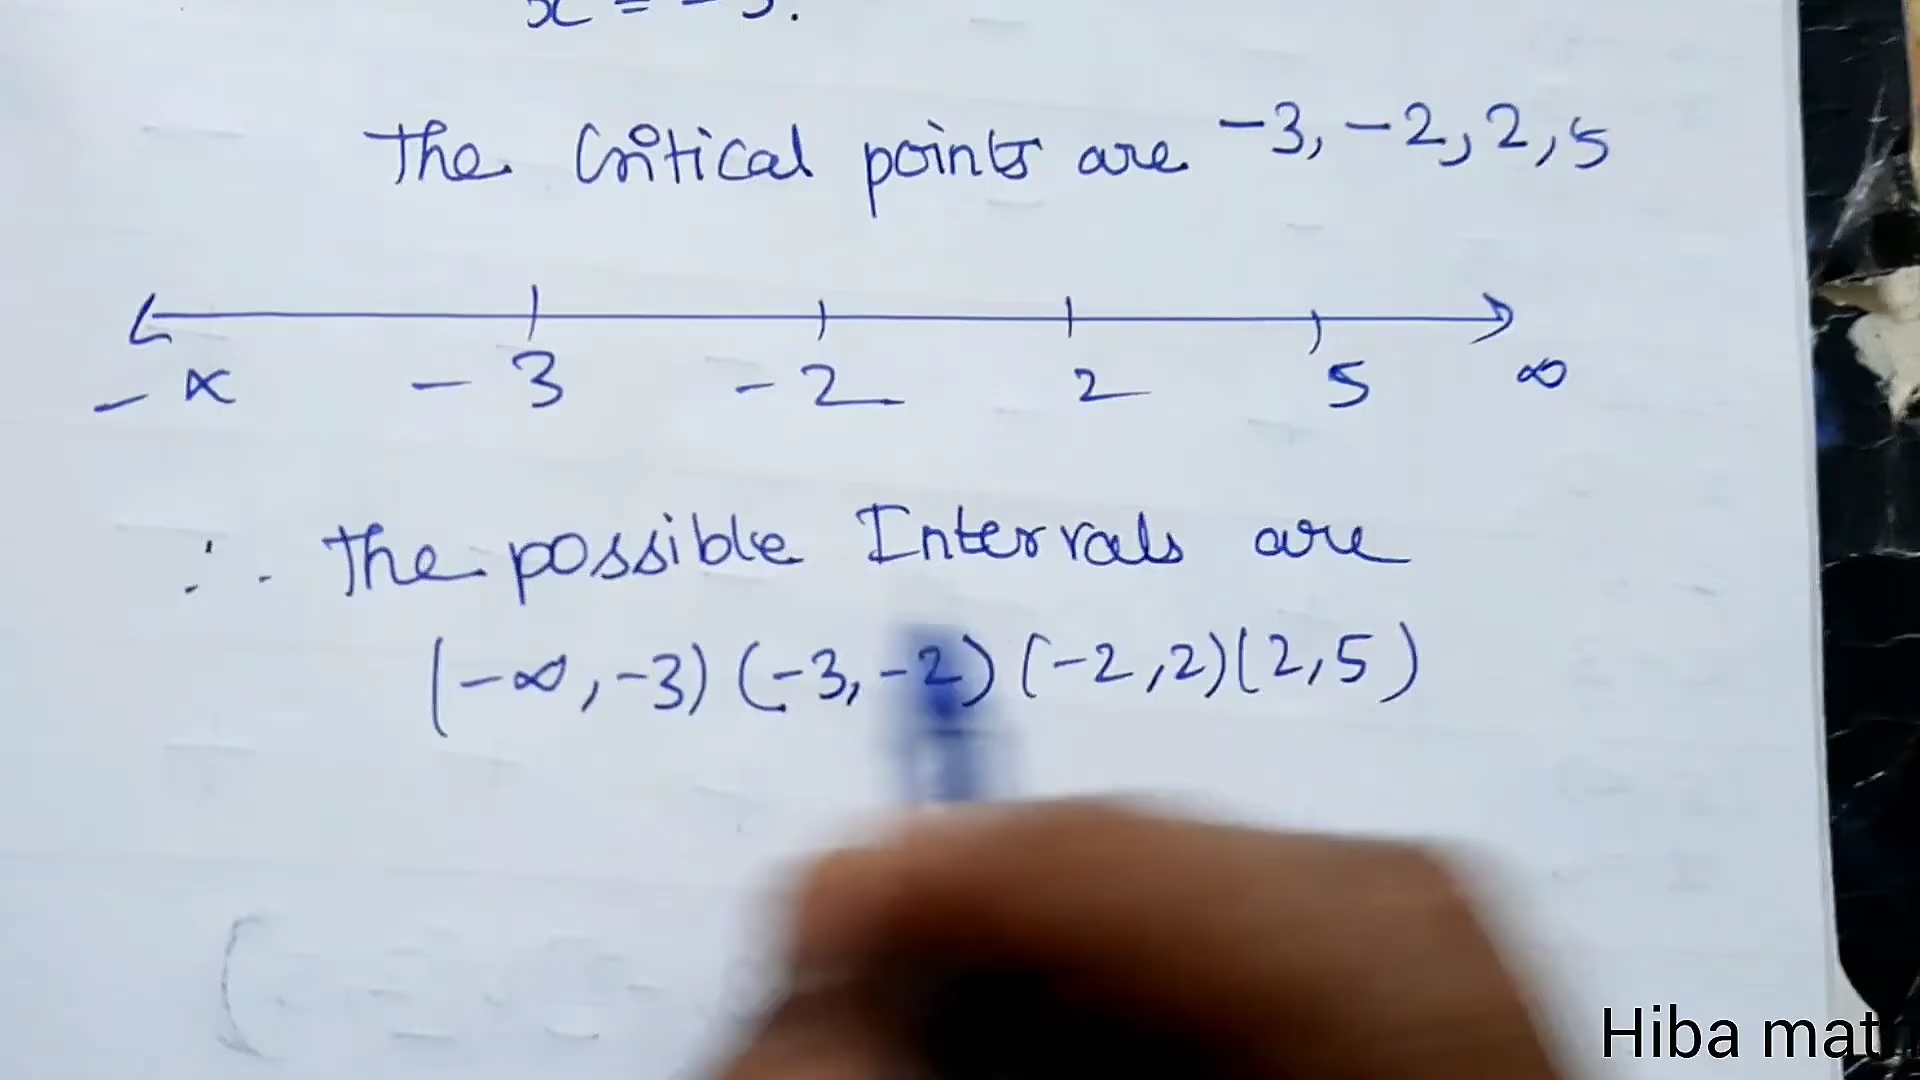 x = -3.
The Critical points are -3, -2, 2, 5
-∞ -3 -2 2 5 ∞
∴ The possible Intervals are
(-∞, -3) (-3, -2) (-2, 2) (2, 5)
Hiba mat